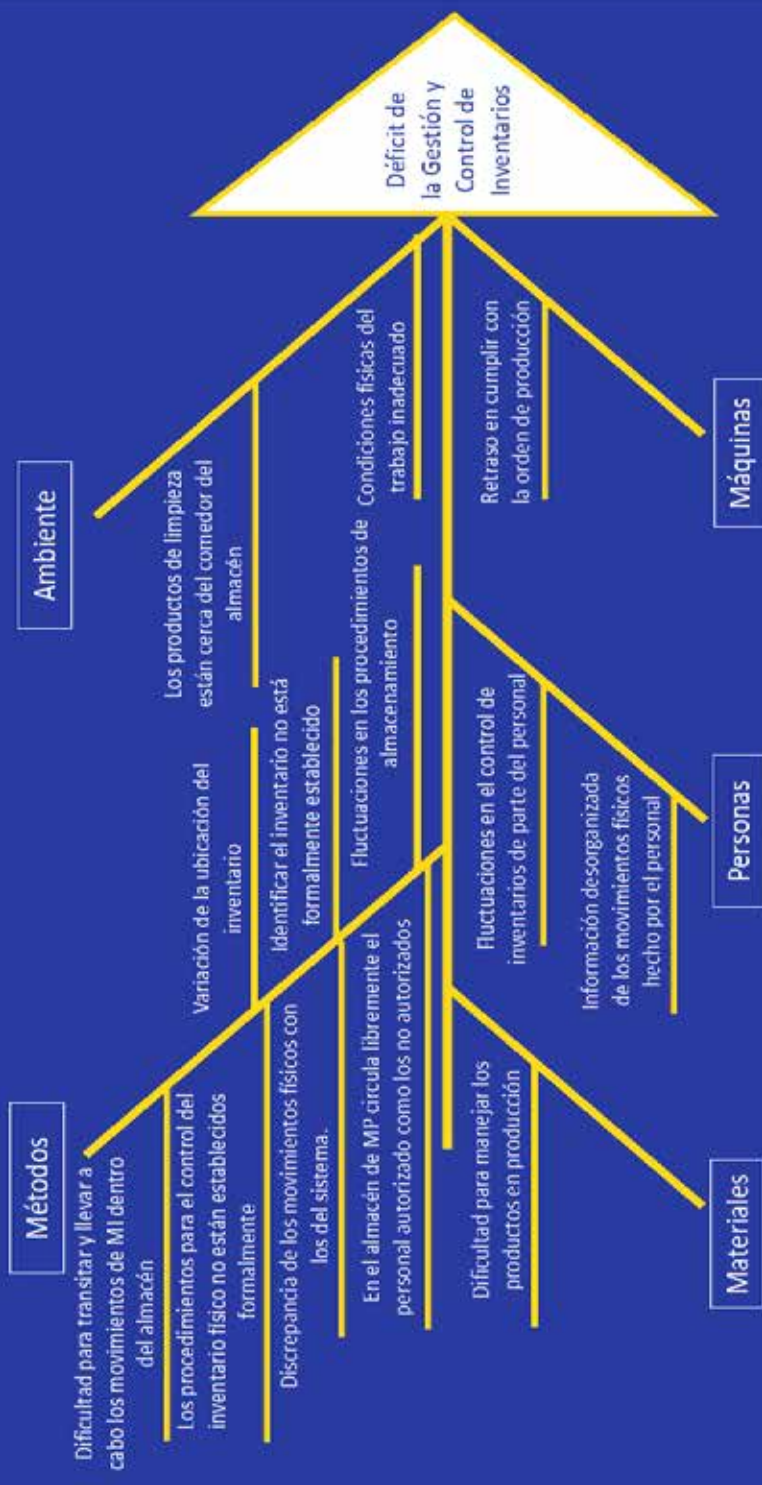 Métodos
Dificultad para transitar y llevar a
cabo los movimientos de MI dentro
del almacén
Los procedimientos para el control del
inventario físico no están establecidos
formalmente
Discrepancia de los movimientos físicos con
los del sistema.
En el almacén de MP circula libremente el
personal autorizado como los no autorizados
Variación de la ubicación del
inventario
Identificar el inventario no está
formalmente establecido
Fluctuaciones en los procedimientos de
almacenamiento
Ambiente
Los productos de limpieza
están cerca del comedor del
almacén
Condiciones físicas del
trabajo inadecuado
Déficit de
la Gestión y
Control de
Inventarios
Dificultad para manejar los
productos en producción
Materiales
Fluctuaciones en el control de
inventarios de parte del personal
Información desorganizada
de los movimientos físicos
hecho por el personal
Personas
Retraso en cumplir con
la orden de producción
Máquinas